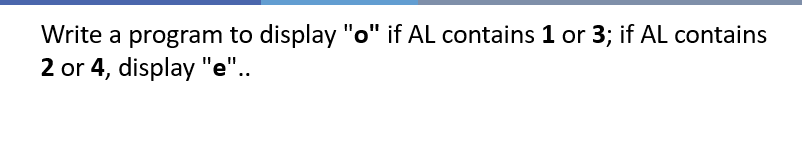 Write a program to display "o" if AL contains 1 or 3; if AL contains
2 or 4, display "e"..